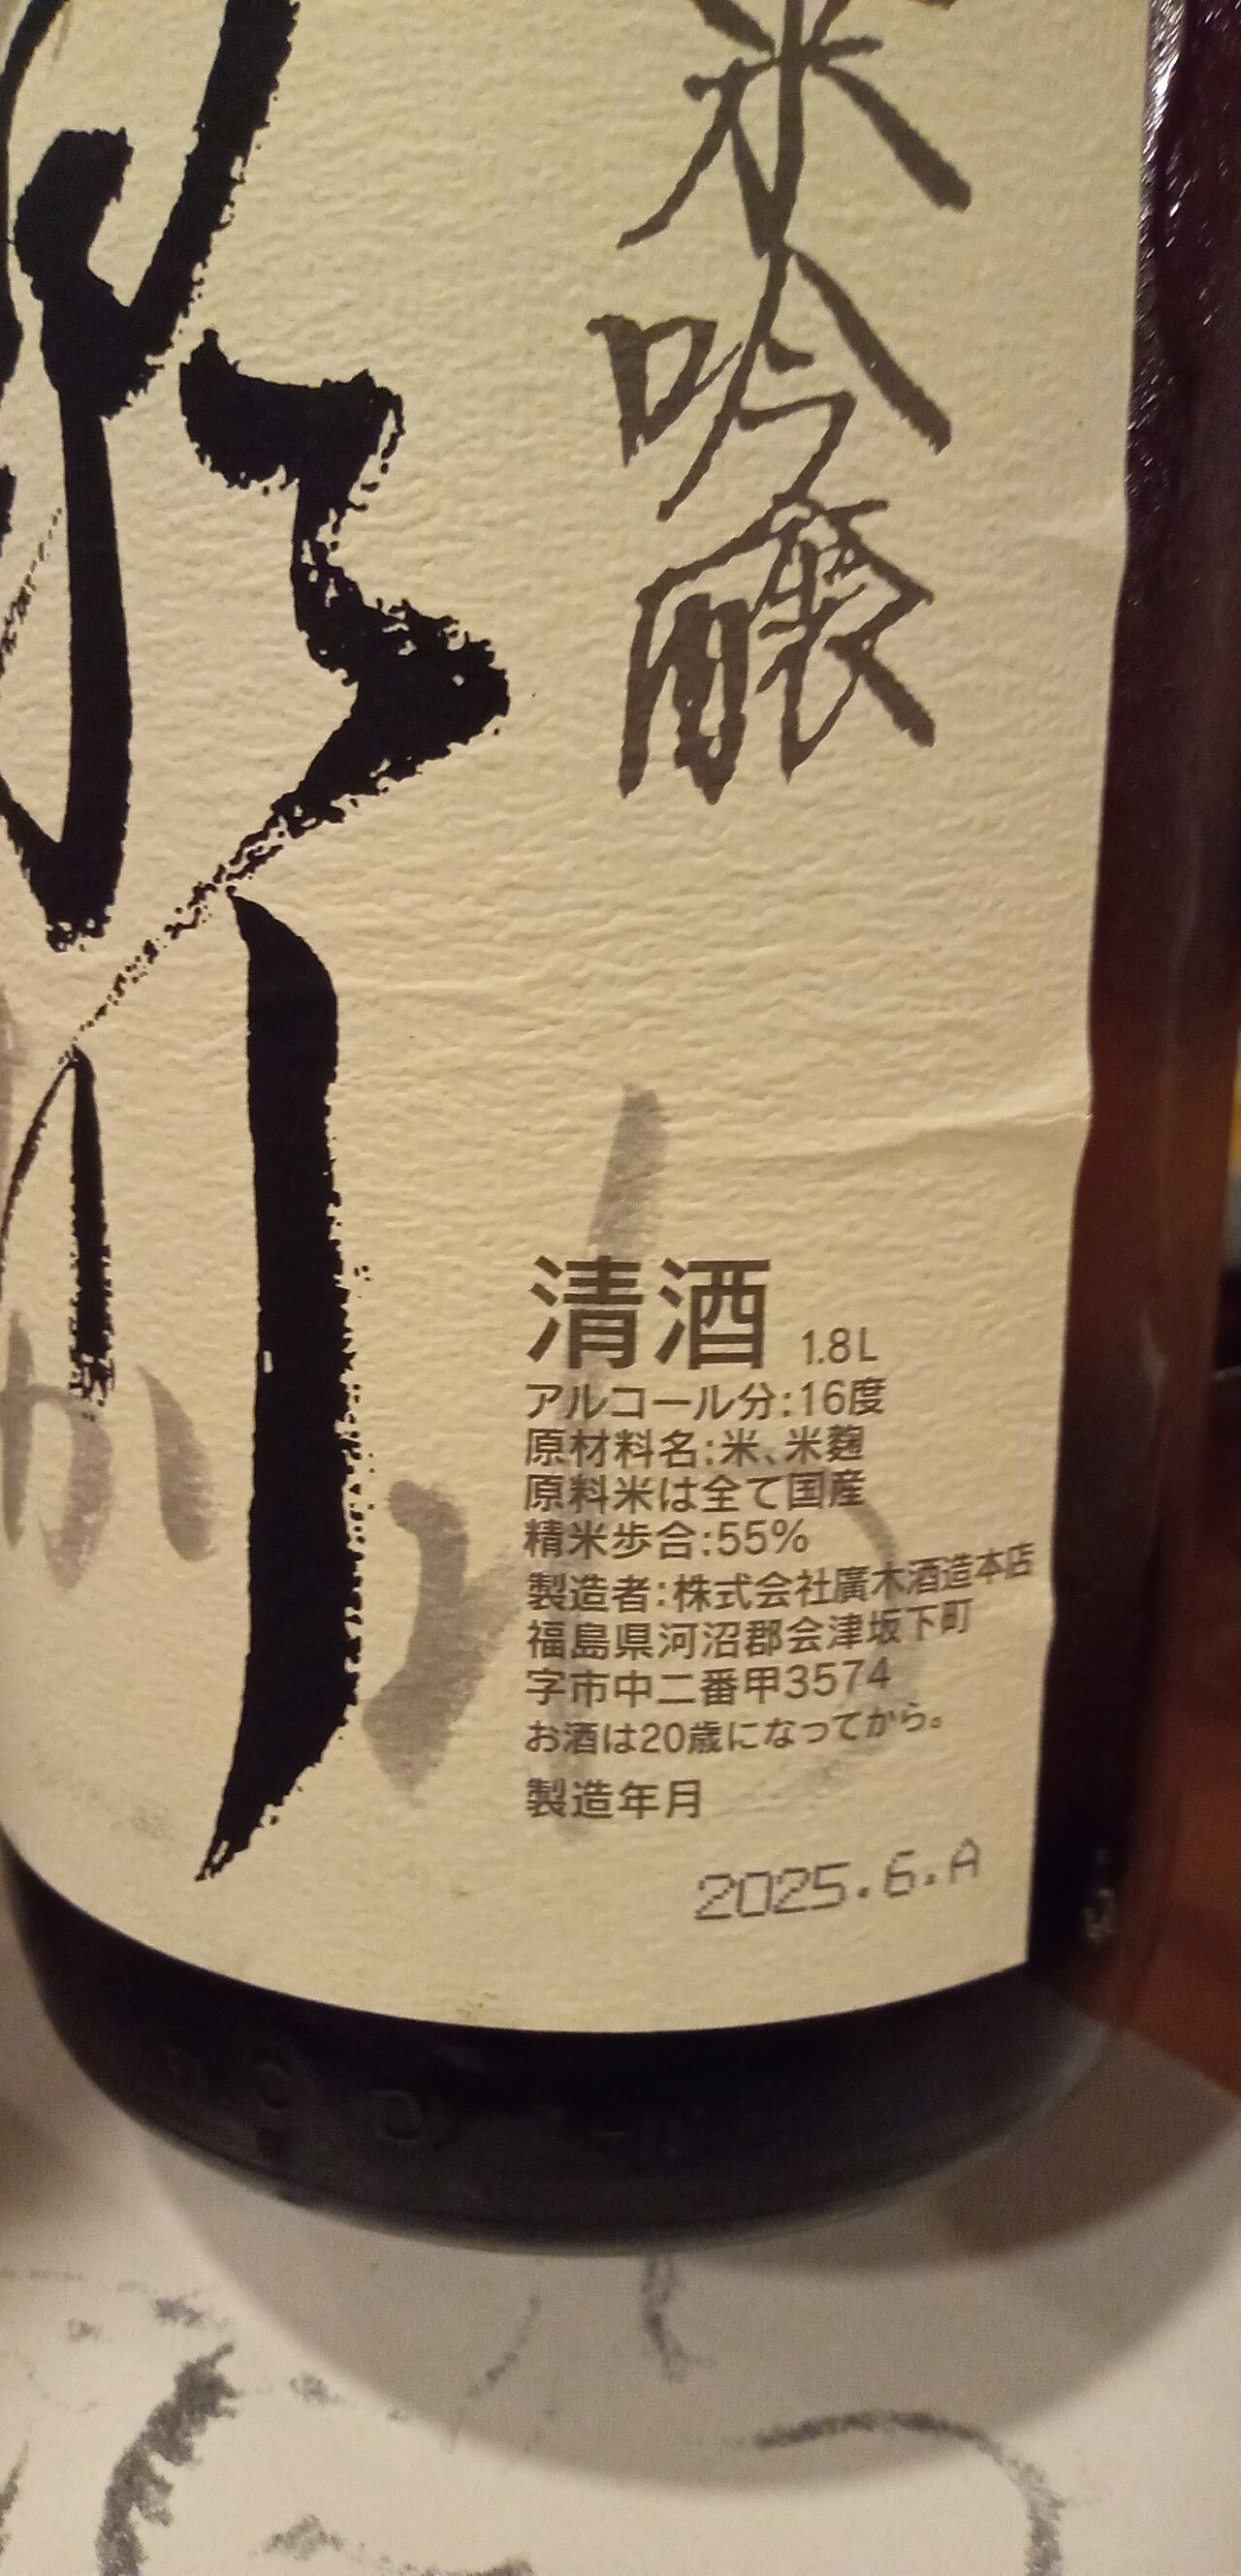 米吟醸
清酒 1.8L
アルコール分:16度
原材料名:米、米麹
原料米は全て国産
精米歩合:55%
製造者:株式会社廣木酒造本店
福島県河沼郡会津坂下町
字市中二番甲3574
お酒は20歳になってから。
製造年月
2025.6.A